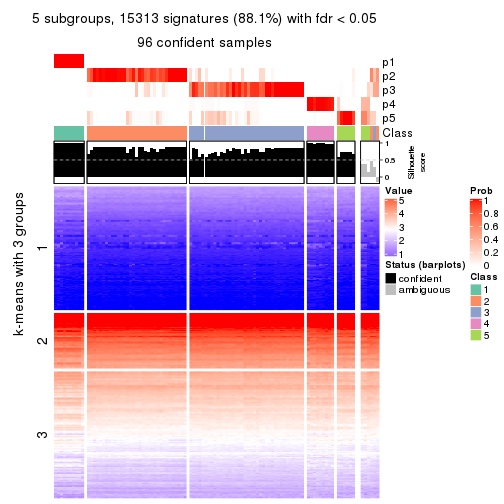 5 subgroups, 15313 signatures (88.1%) with fdr < 0.05
96 confident samples
p1
p2
p3
p4
p5
Class
1
0.5
0
Silhouette
score
k-means with 3 groups
1
2
3
Value
5
4
3
2
1
Status (barplots)
confident
ambiguous
Prob
1
0.8
0.6
0.4
0.2
0
Class
1
2
3
4
5